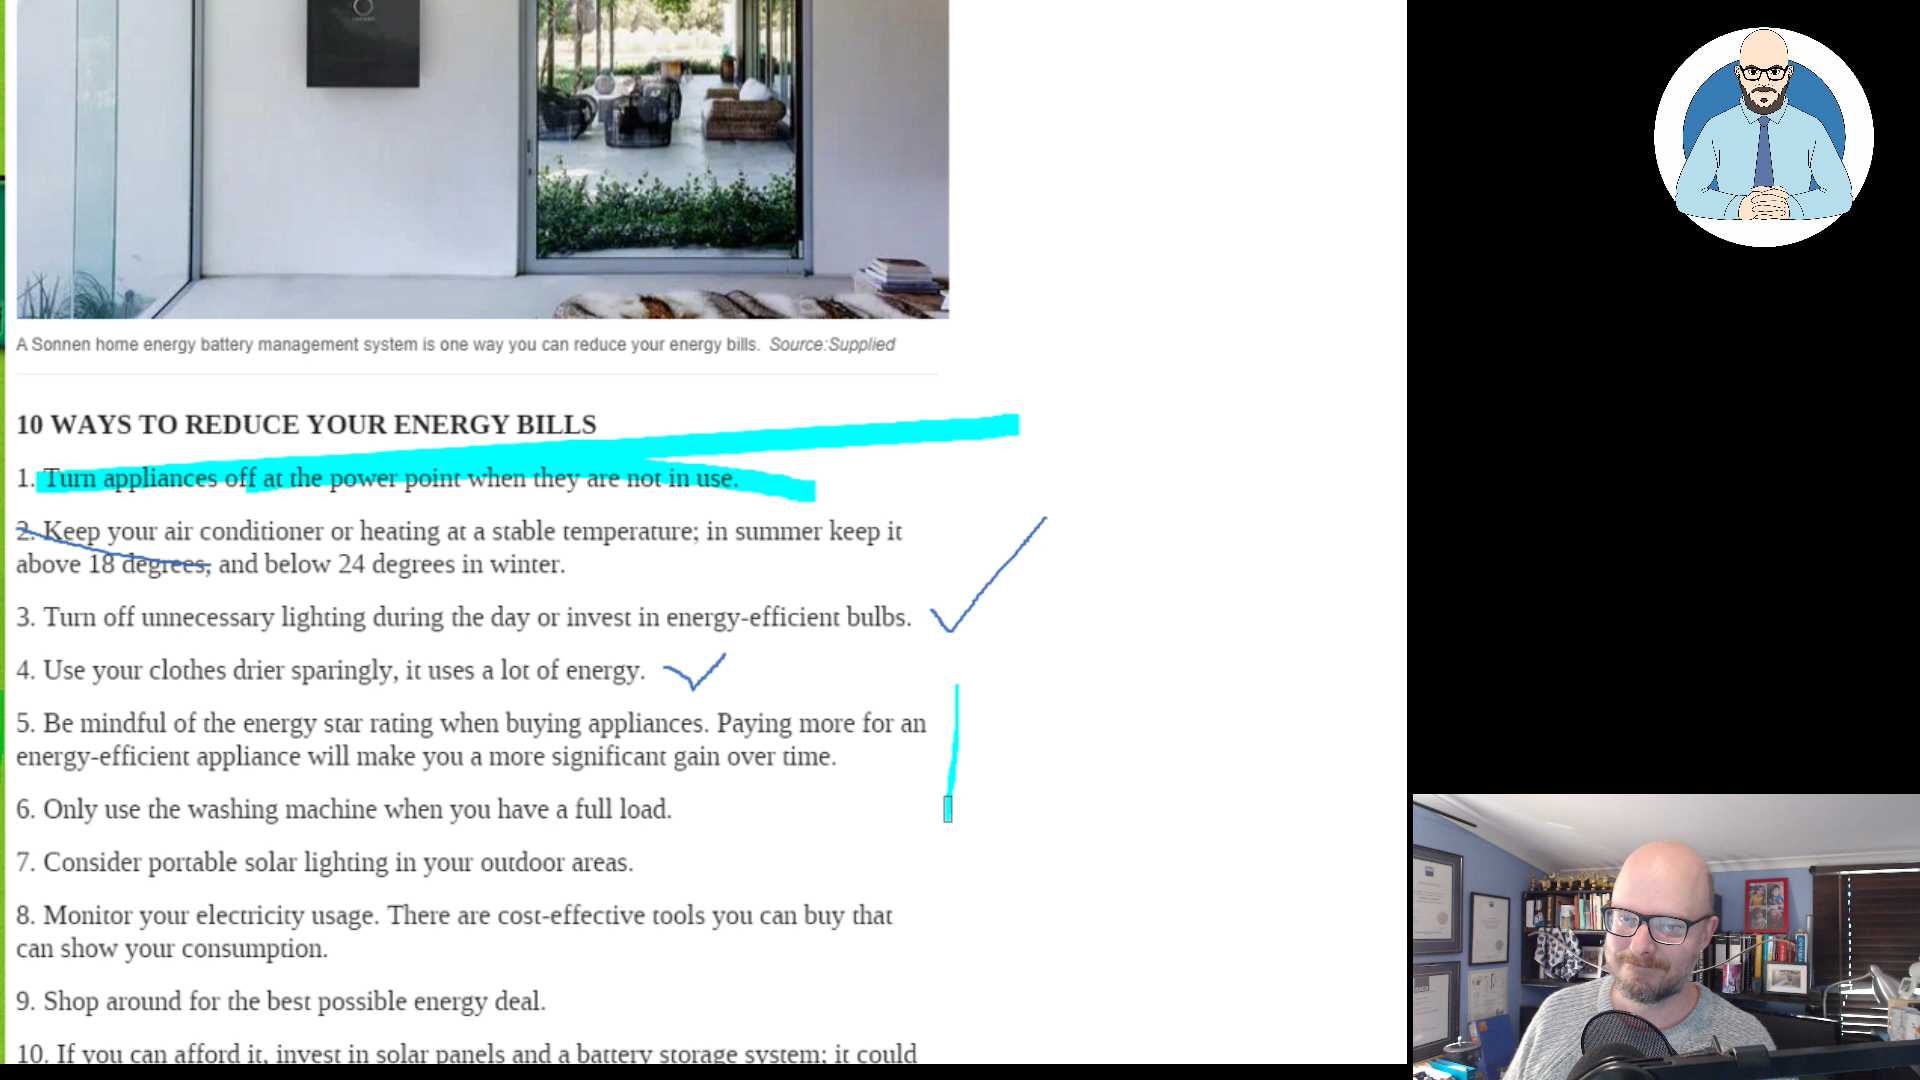 A Sonnen home energy battery management system is one way you can reduce your energy bills. Source:Supplied
10 WAYS TO REDUCE YOUR ENERGY BILLS
1. Turn appliances off at the power point when they are not in use.
2. Keep your air conditioner or heating at a stable temperature; in summer keep it
above 18 degrees, and below 24 degrees in winter.
3. Turn off unnecessary lighting during the day or invest in energy-efficient bulbs.
4. Use your clothes drier sparingly, it uses a lot of energy.
5. Be mindful of the energy star rating when buying appliances. Paying more for an
energy-efficient appliance will make you a more significant gain over time.
6. Only use the washing machine when you have a full load.
7. Consider portable solar lighting in your outdoor areas.
8. Monitor your electricity usage. There are cost-effective tools you can buy that
can show your consumption.
9. Shop around for the best possible energy deal.
10. If you can afford it, invest in solar panels and a battery storage system; it could